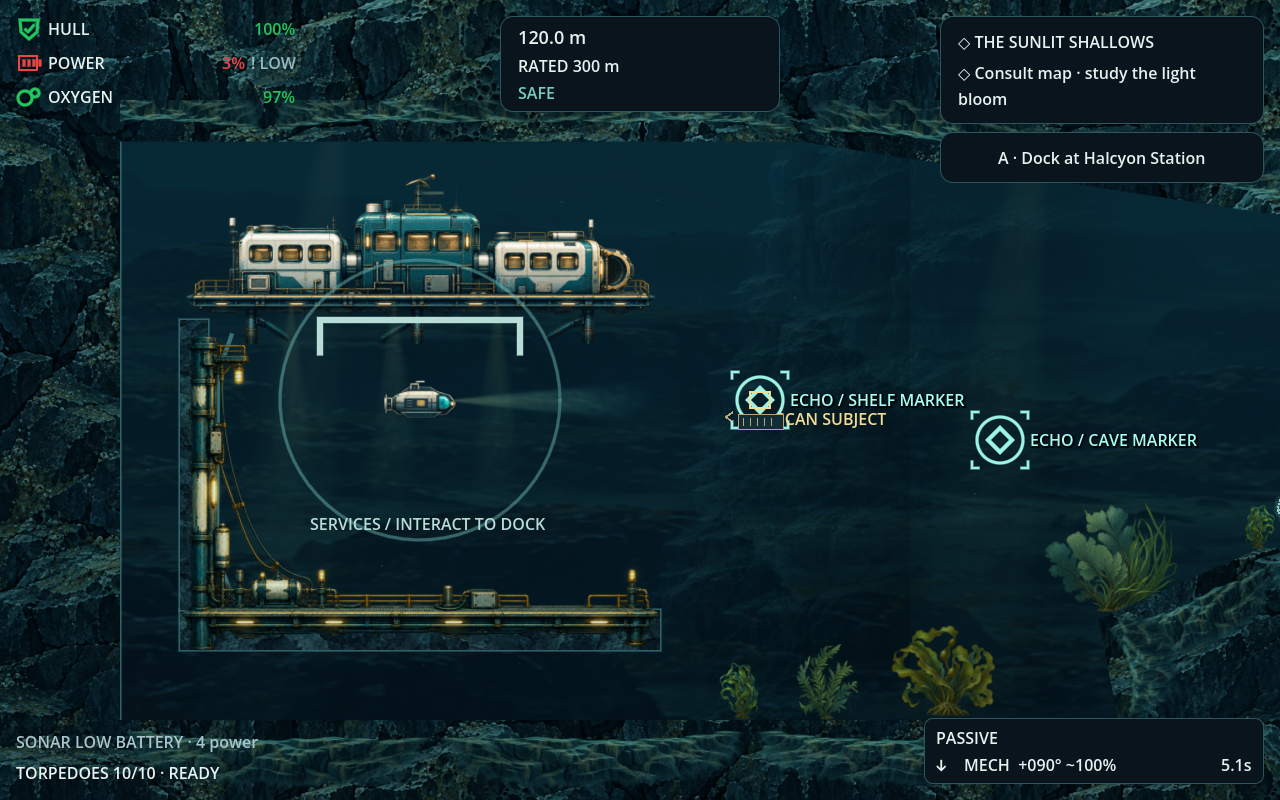 HULL 100%
POWER 3% ! LOW
OXYGEN 97%
120.0 m
RATED 300 m
SAFE
◇ THE SUNLIT SHALLOWS
◇ Consult map · study the light
bloom
A · Dock at Halcyon Station
ECHO / SHELF MARKER
CAN SUBJECT
ECHO / CAVE MARKER
SERVICES / INTERACT TO DOCK
SONAR LOW BATTERY · 4 power
TORPEDOES 10/10 · READY
PASSIVE
↓ MECH +090° ~100% 5.1s